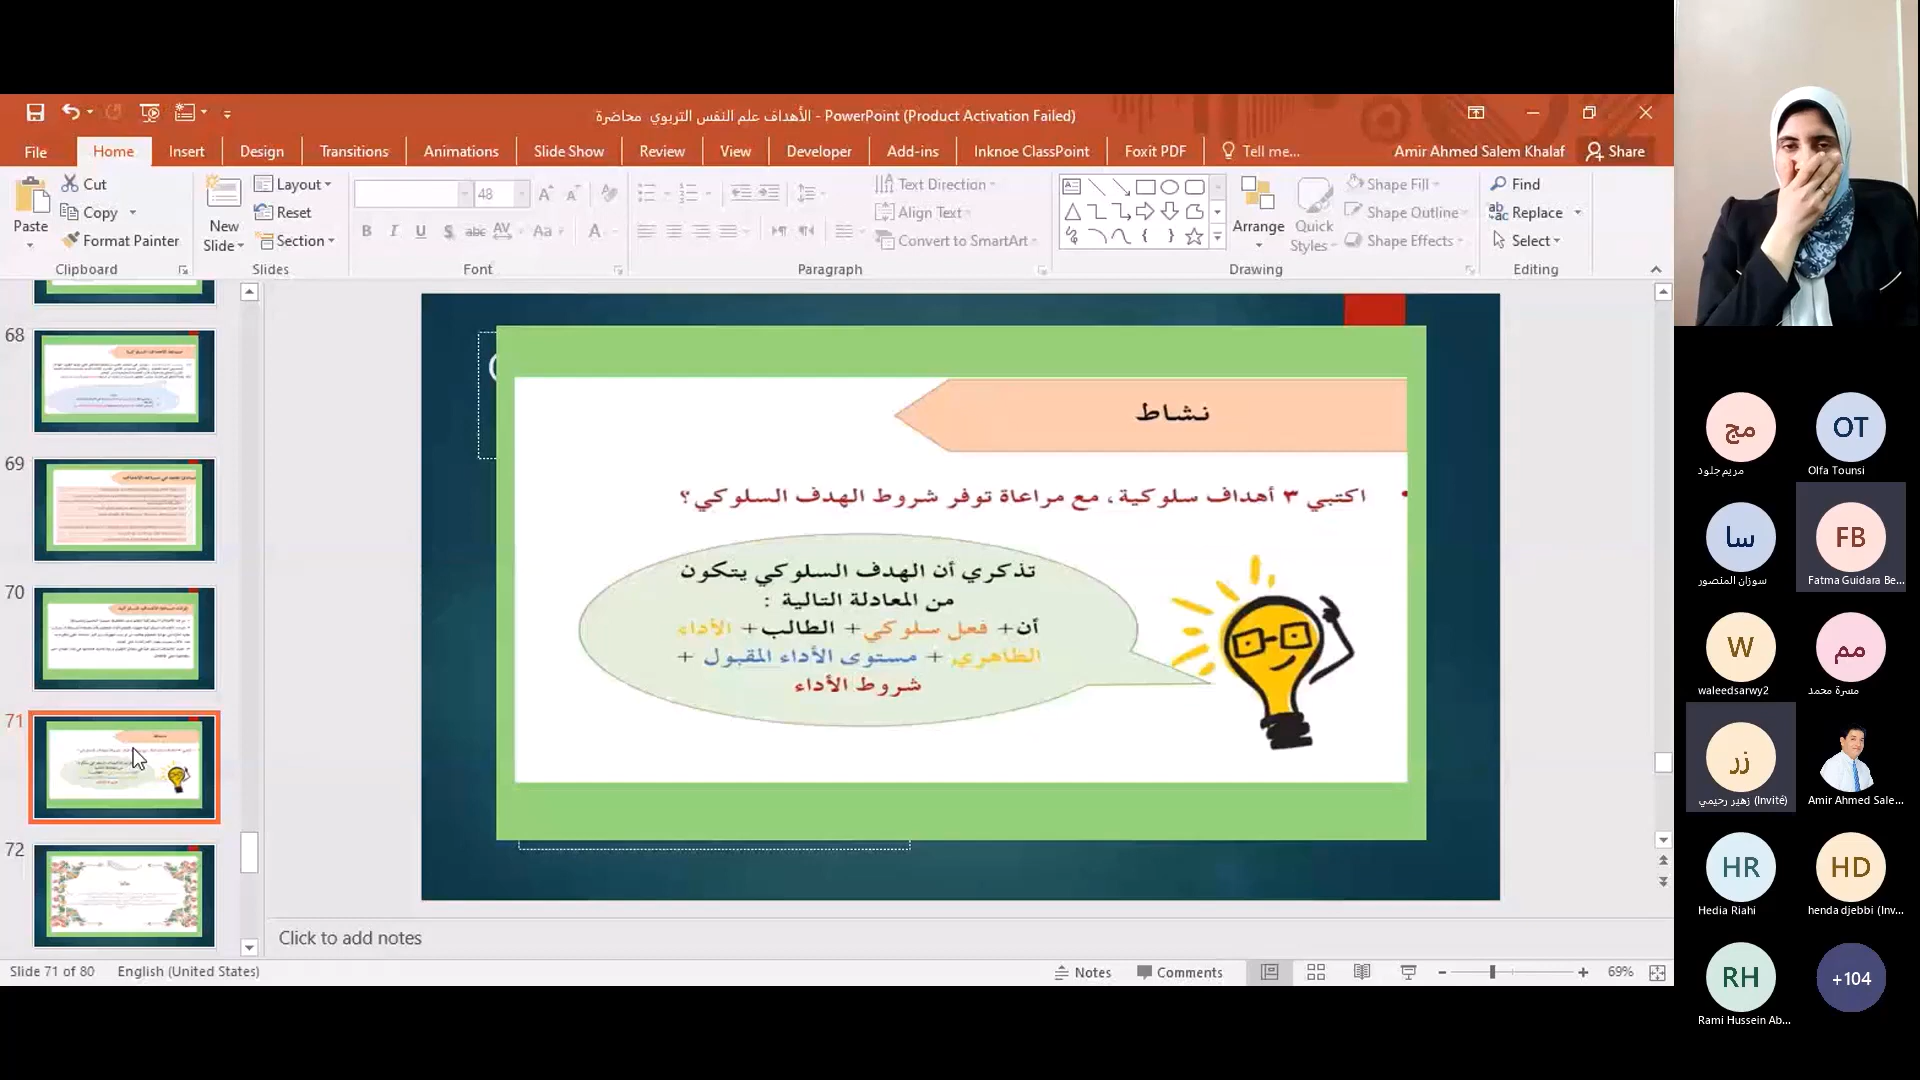 الأهداف علم النفس التربوي محاضرة - PowerPoint (Product Activation Failed)
File
Home
Insert
Design
Transitions
Animations
Slide Show
Review
View
Developer
Add-ins
Inknoe ClassPoint
Foxit PDF
Tell me...
Amir Ahmed Salem Khalaf
Share
Paste
Cut
Copy
Format Painter
Clipboard
New Slide
Layout
Reset
Section
Slides
48
Font
Text Direction
Align Text
Convert to SmartArt
Paragraph
Arrange
Quick Styles
Shape Fill
Shape Outline
Shape Effects
Drawing
Find
Replace
Select
Editing
68
69
70
71
72
نشاط
• اكتبي ٣ أهداف سلوكية، مع مراعاة توفر شروط الهدف السلوكي؟
تذكري أن الهدف السلوكي يتكون
من المعادلة التالية :
أن+ فعل سلوكي+ الطالب+ الأداء
الظاهري + مستوى الأداء المقبول +
شروط الأداء
Click to add notes
Slide 71 of 80
English (United States)
Notes
Comments
69%
مج
مريم جلود
OT
Olfa Tounsi
سا
سوزان المنصور
FB
Fatma Guidara Be...
W
waleedsarwy2
مم
مسرة محمد
زر
زهير رحيمي (Invité)
Amir Ahmed Sale...
HR
Hedia Riahi
HD
henda djebbi (Inv...
RH
Rami Hussein Ab...
+104